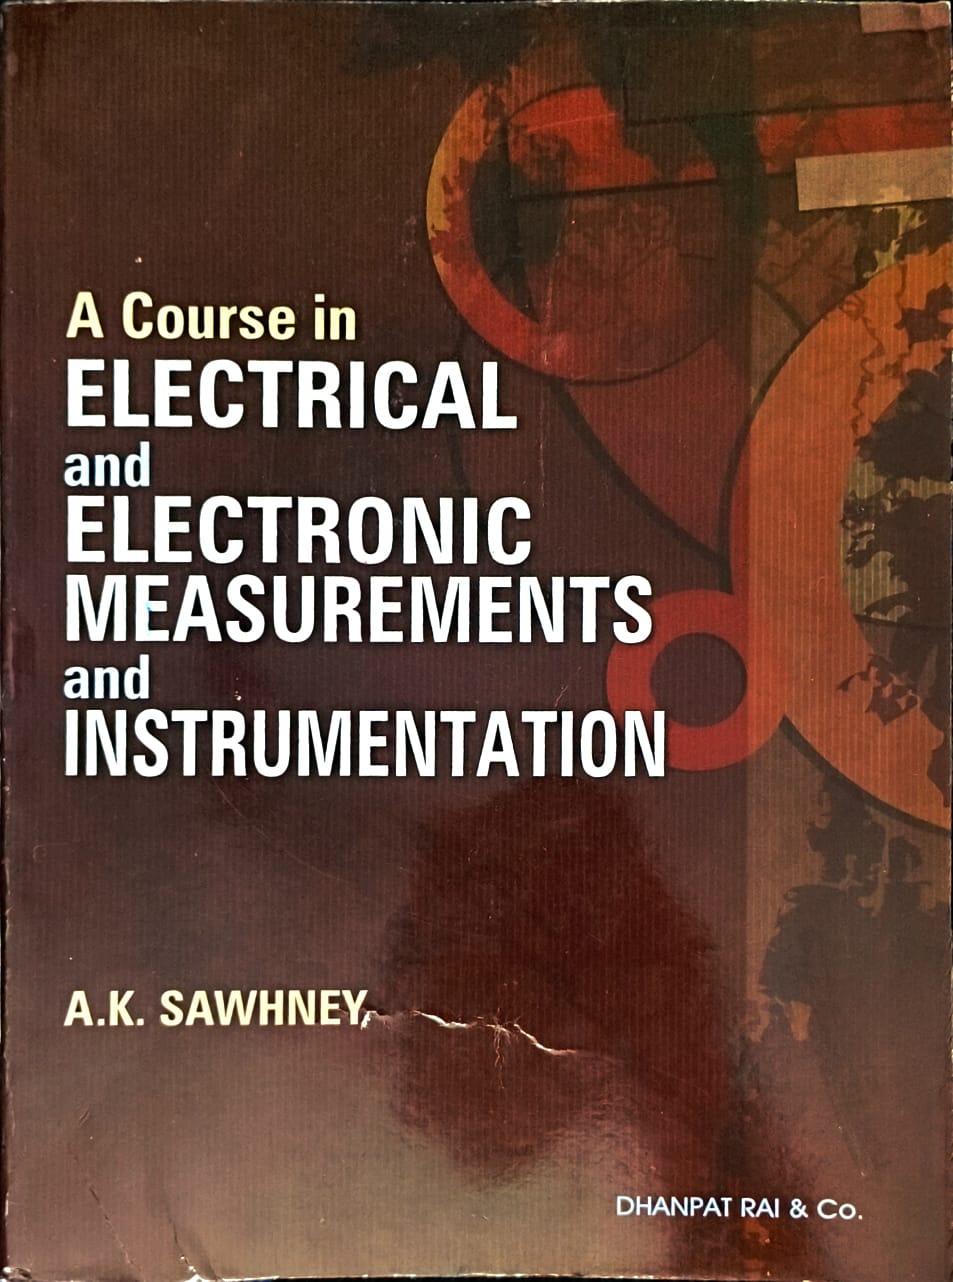 A Course in
ELECTRICAL
and
ELECTRONIC
MEASUREMENTS
and
INSTRUMENTATION
A.K. SAWHNEY
DHANPAT RAI & Co.